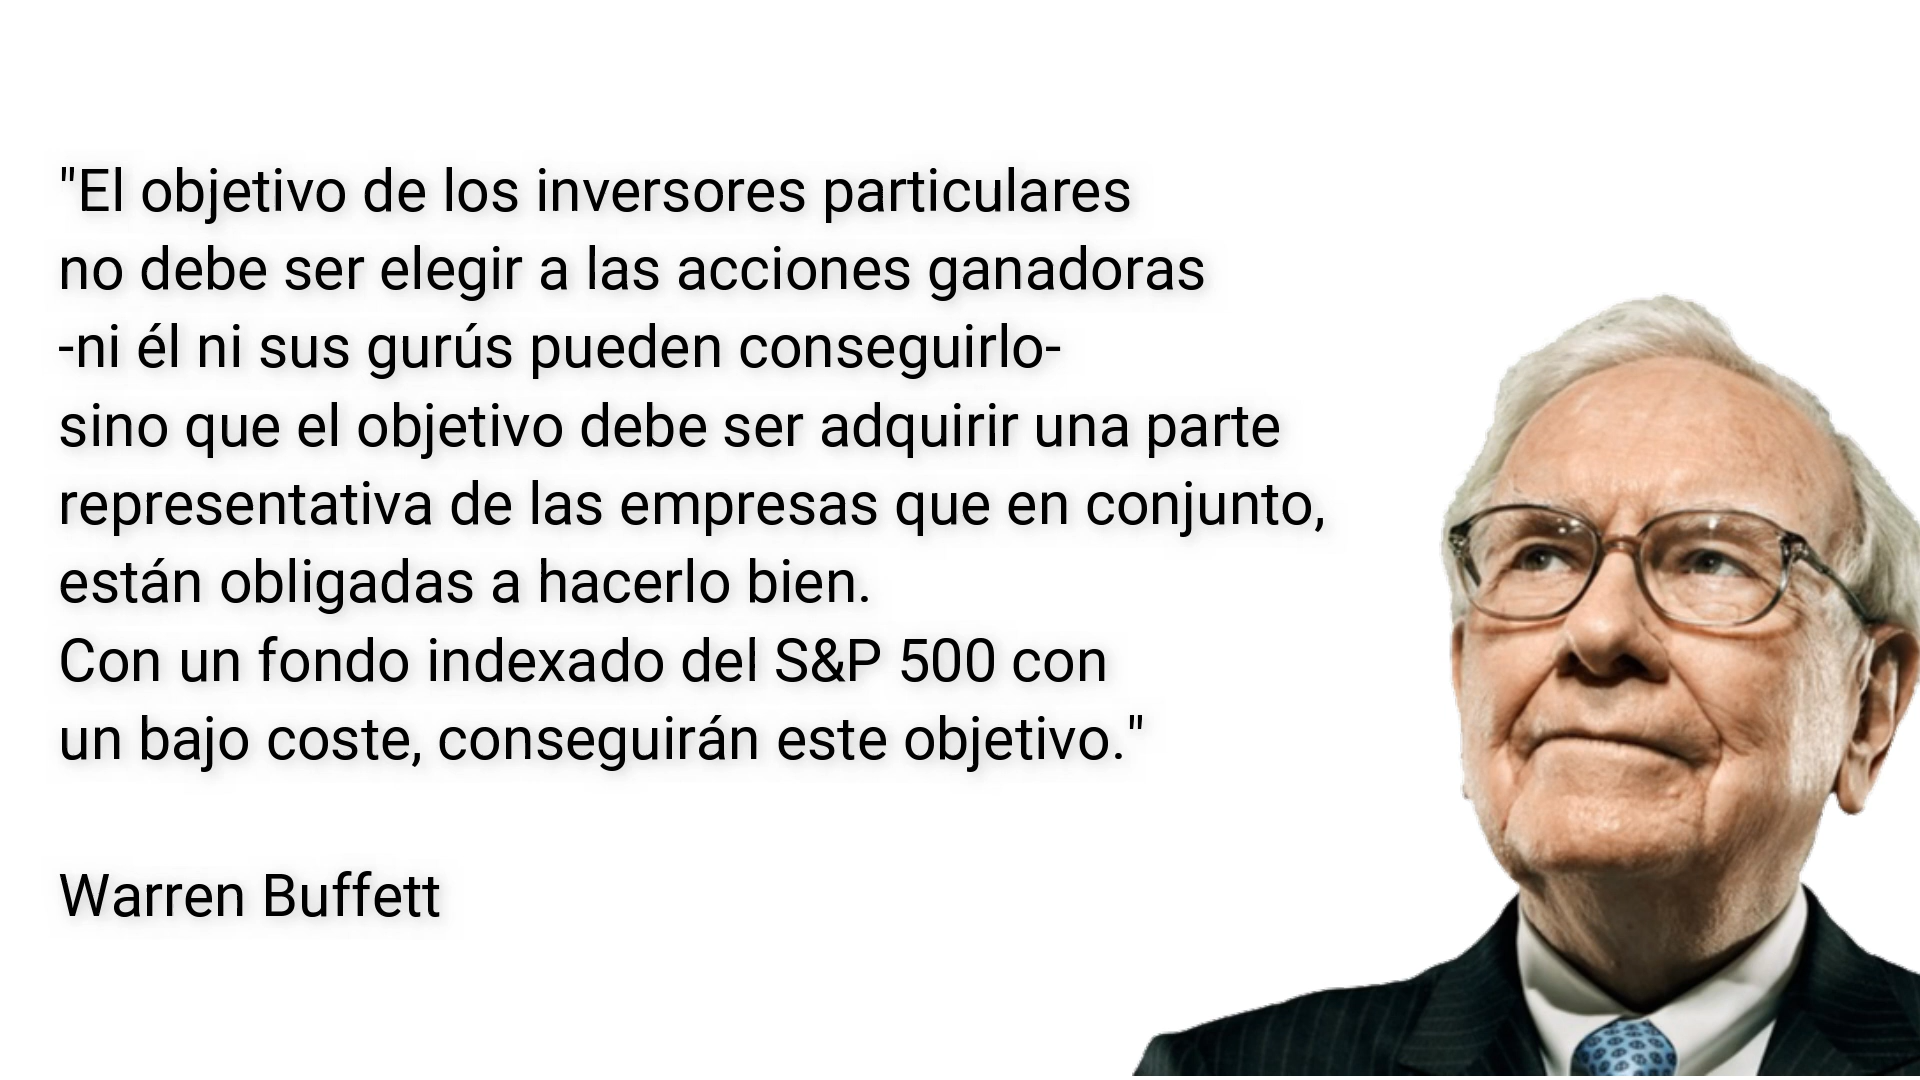 "El objetivo de los inversores particulares
no debe ser elegir a las acciones ganadoras
-ni él ni sus gurús pueden conseguirlo-
sino que el objetivo debe ser adquirir una parte
representativa de las empresas que en conjunto,
están obligadas a hacerlo bien.
Con un fondo indexado del S&P 500 con
un bajo coste, conseguirán este objetivo."
Warren Buffett